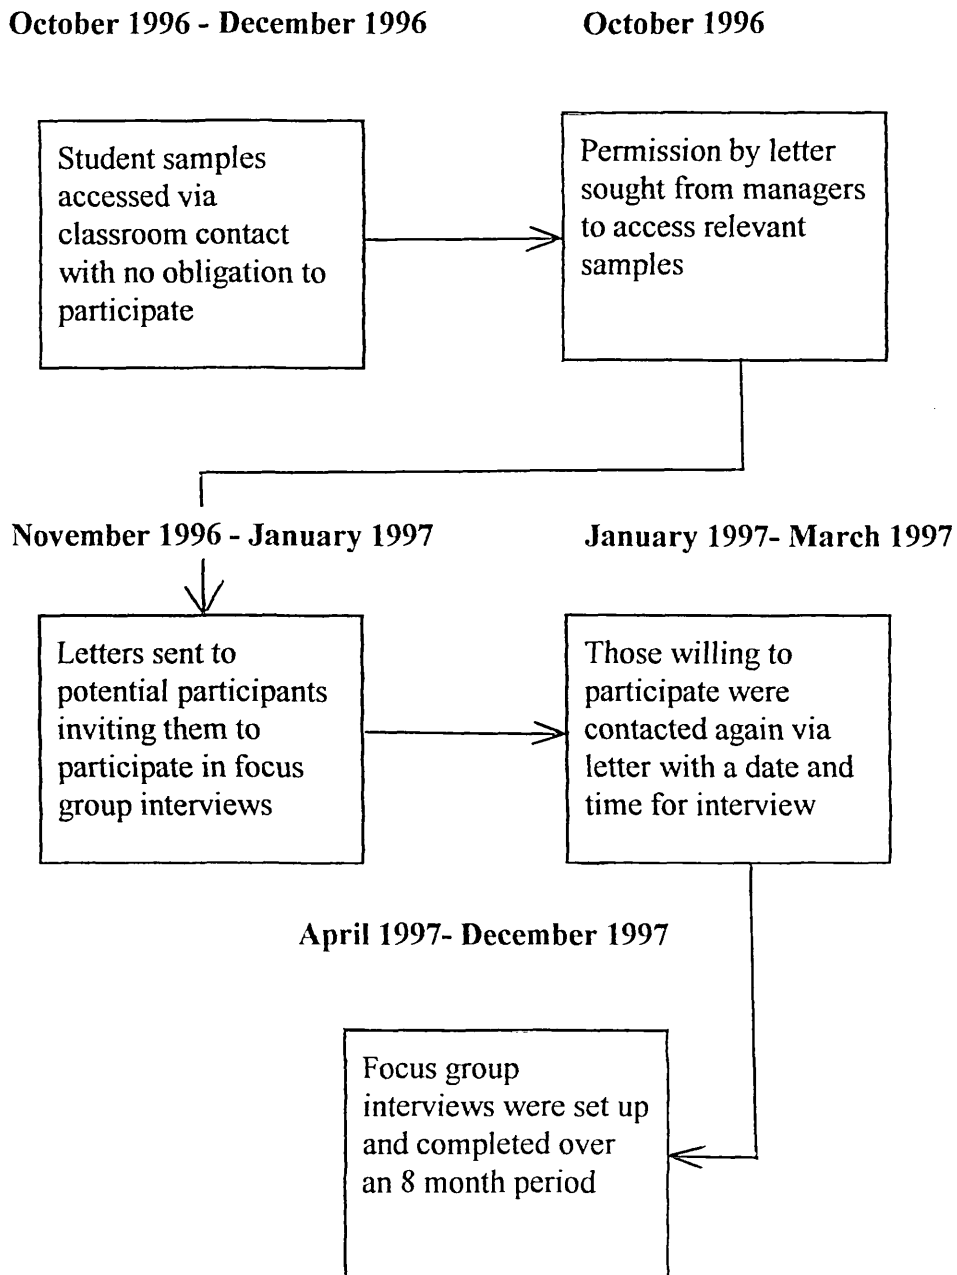 October 1996 - December 1996
October 1996
Student samples
accessed via
classroom contact
with no obligation to
participate
Permission by letter
sought from managers
to access relevant
samples
November 1996 - January 1997
January 1997- March 1997
Letters sent to
potential participants
inviting them to
participate in focus
group interviews
Those willing to
participate were
contacted again via
letter with a date and
time for interview
April 1997- December 1997
Focus group
interviews were set up
and completed over
an 8 month period